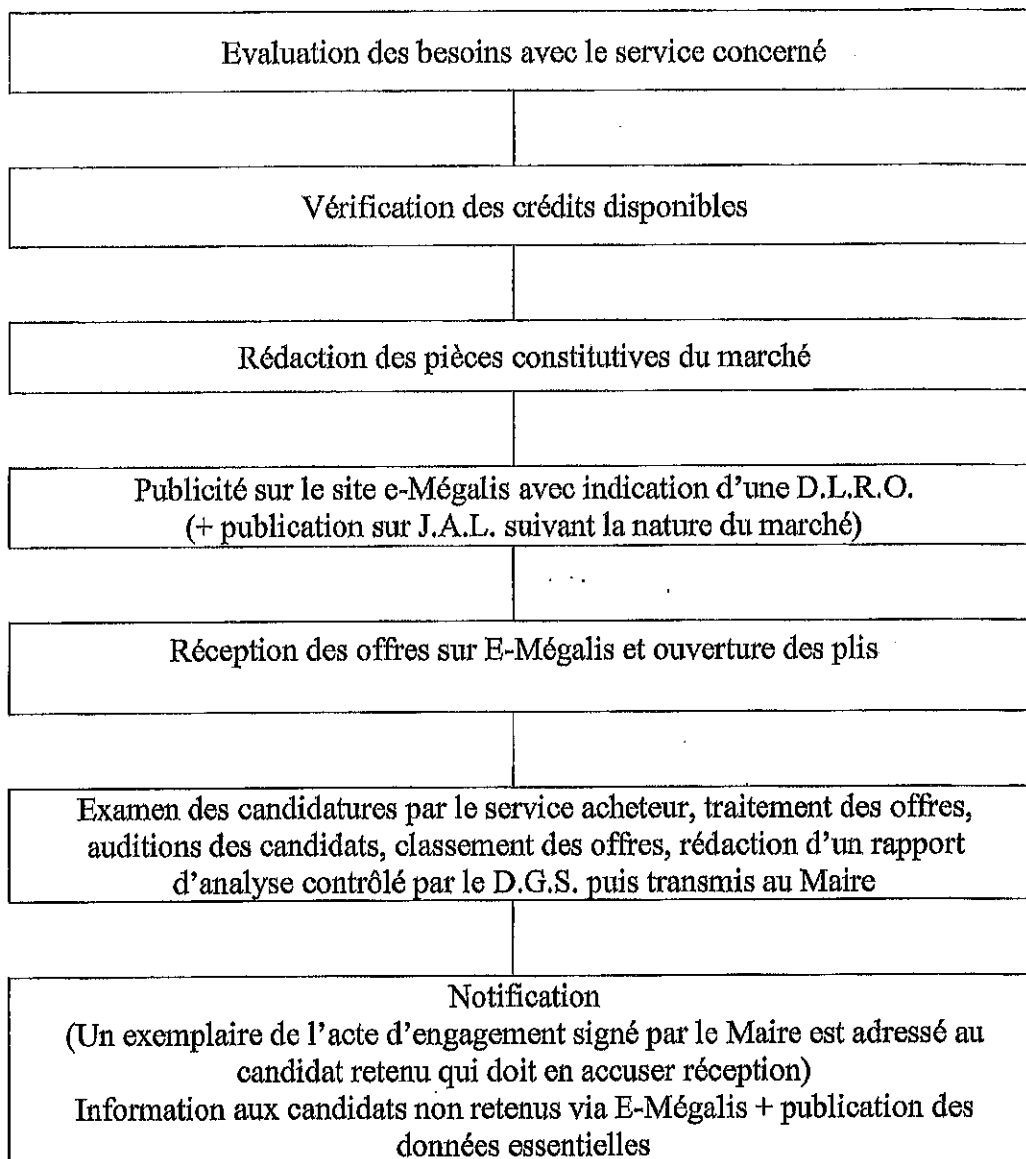 Evaluation des besoins avec le service concerné
Vérification des crédits disponibles
Rédaction des pièces constitutives du marché
Publicité sur le site e-Mégalis avec indication d'une D.L.R.O.
(+ publication sur J.A.L. suivant la nature du marché)
Réception des offres sur E-Mégalis et ouverture des plis
Examen des candidatures par le service acheteur, traitement des offres,
auditions des candidats, classement des offres, rédaction d'un rapport
d'analyse contrôlé par le D.G.S. puis transmis au Maire
Notification
(Un exemplaire de l'acte d'engagement signé par le Maire est adressé au
candidat retenu qui doit en accuser réception)
Information aux candidats non retenus via E-Mégalis + publication des
données essentielles